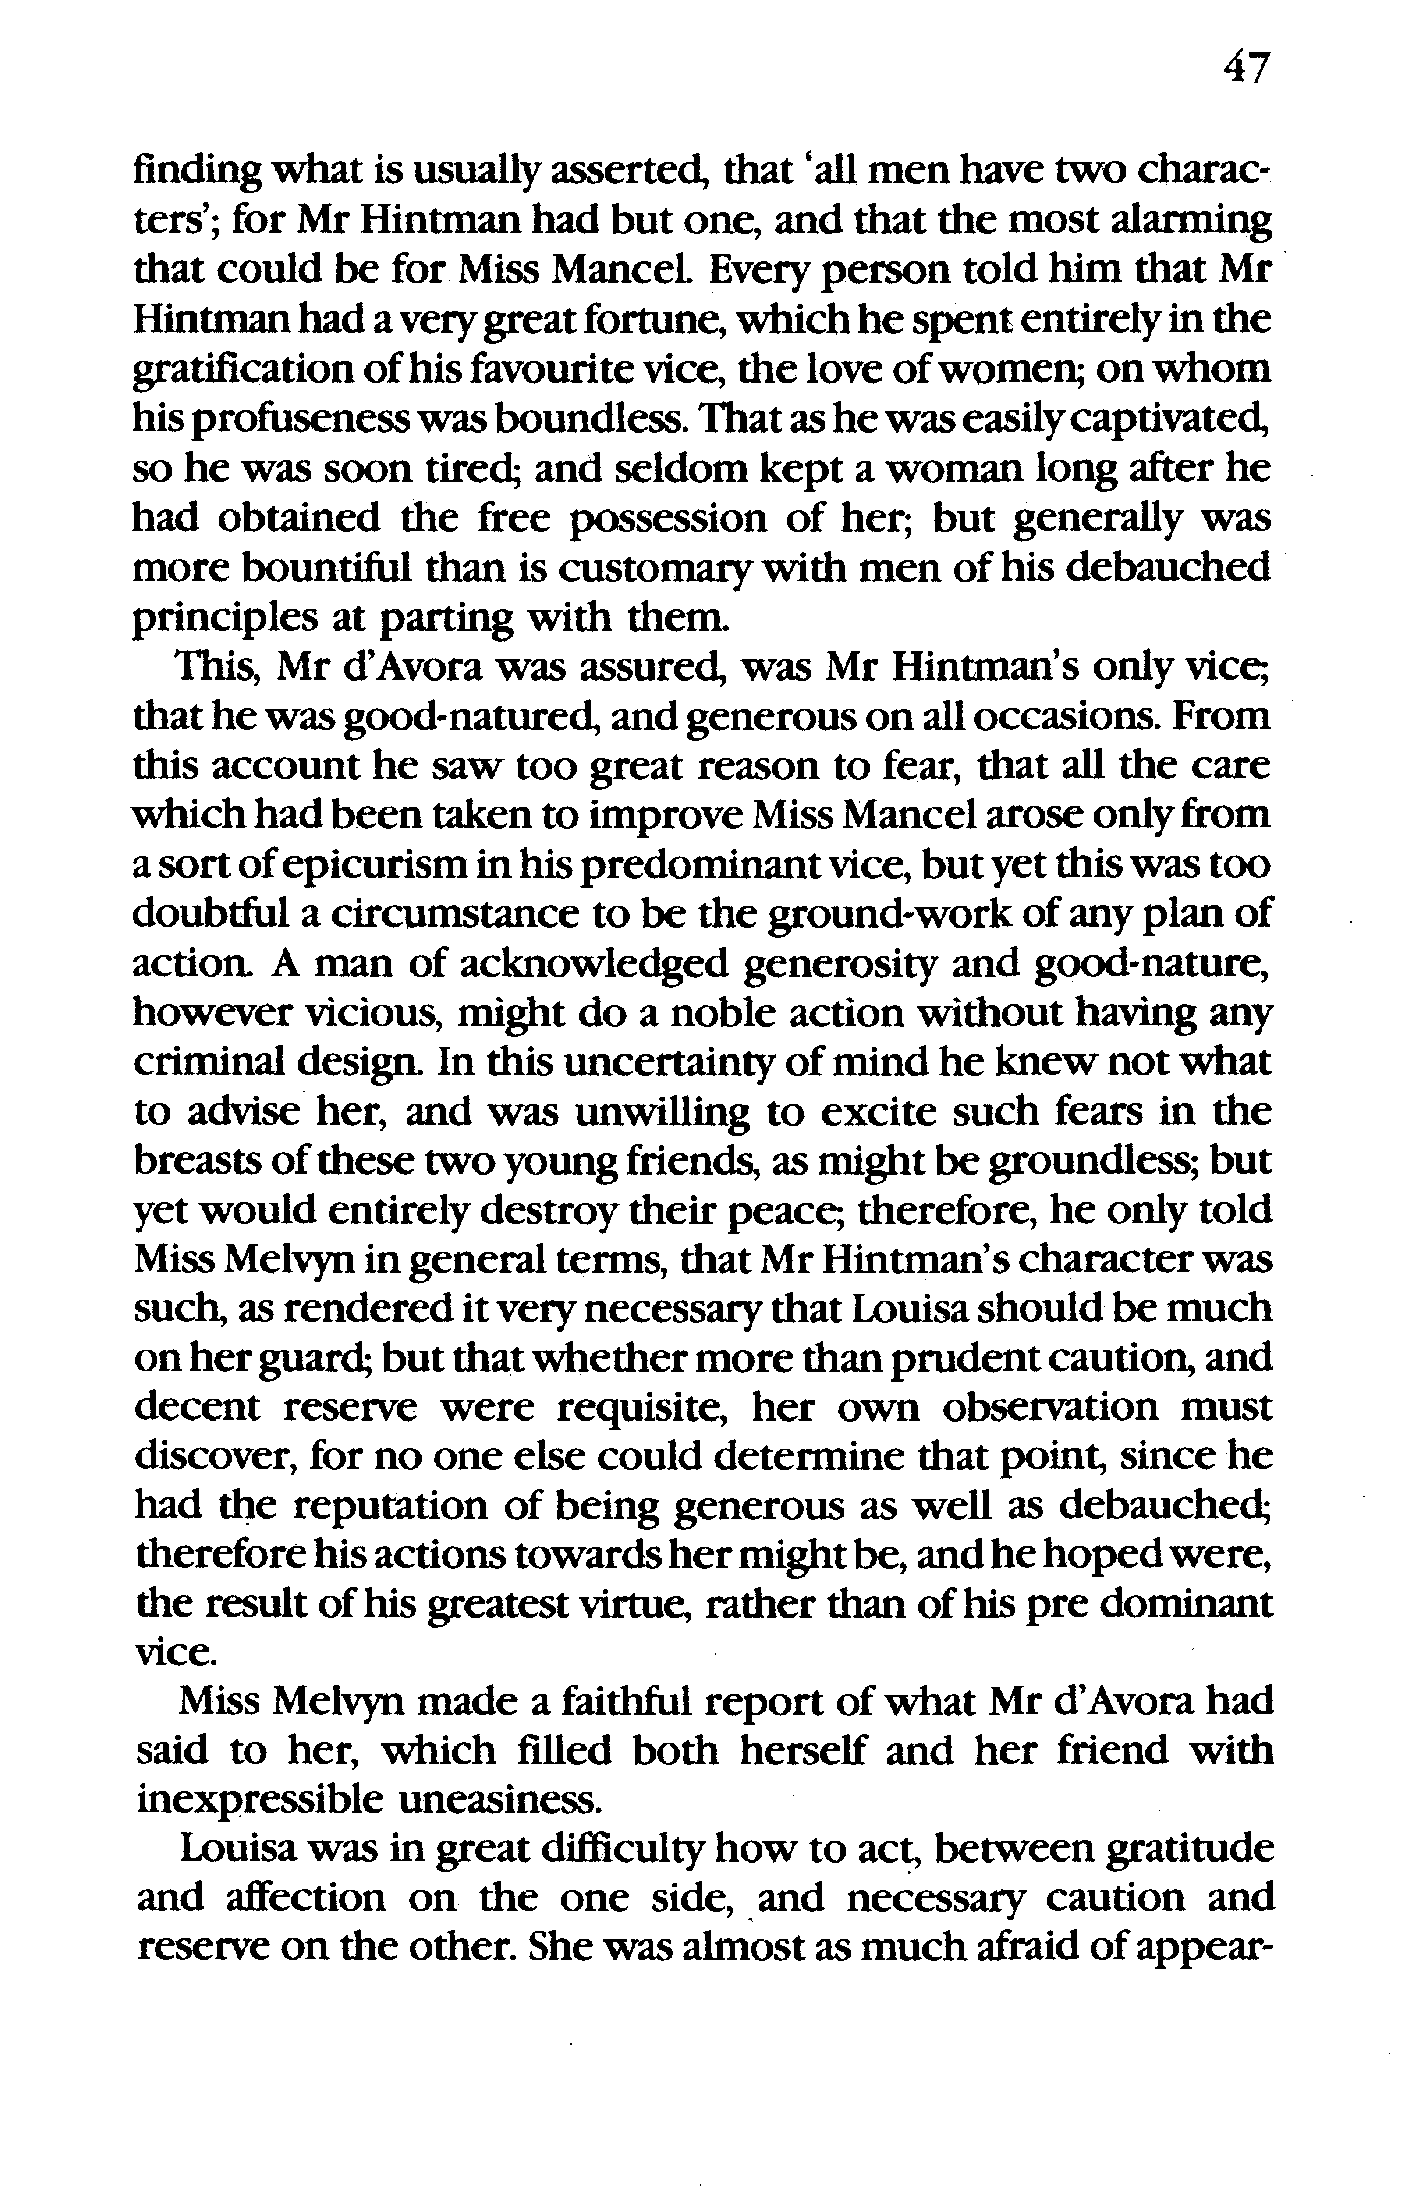 47
finding what is usually asserted, that ‘all men have two charac-
ters’; for Mr Hintman had but one, and that the most alarming
that could be for Miss Mancel. Every person told him that Mr
Hintman had a very great fortune, which he spent entirely in the
gratification of his favourite vice, the love of women; on whom
his profuseness was boundless. That as he was easily captivated,
so he was soon tired; and seldom kept a woman long after he
had obtained the free possession of her; but generally was
more bountiful than is customary with men of his debauched
principles at parting with them.
This, Mr d’Avora was assured, was Mr Hintman’s only vice;
that he was good-natured, and generous on all occasions. From
this account he saw too great reason to fear, that all the care
which had been taken to improve Miss Mancel arose only from
a sort of epicurism in his predominant vice, but yet this was too
doubtful a circumstance to be the ground-work of any plan of
action. A man of acknowledged generosity and good-nature,
however vicious, might do a noble action without having any
criminal design. In this uncertainty of mind he knew not what
to advise her, and was unwilling to excite such fears in the
breasts of these two young friends, as might be groundless; but
yet would entirely destroy their peace; therefore, he only told
Miss Melvyn in general terms, that Mr Hintman’s character was
such, as rendered it very necessary that Louisa should be much
on her guard; but that whether more than prudent caution, and
decent reserve were requisite, her own observation must
discover, for no one else could determine that point, since he
had the reputation of being generous as well as debauched;
therefore his actions towards her might be, and he hoped were,
the result of his greatest virtue, rather than of his pre dominant
vice.
Miss Melvyn made a faithful report of what Mr d’Avora had
said to her, which filled both herself and her friend with
inexpressible uneasiness.
Louisa was in great difficulty how to act, between gratitude
and affection on the one side, and necessary caution and
reserve on the other. She was almost as much afraid of appear-